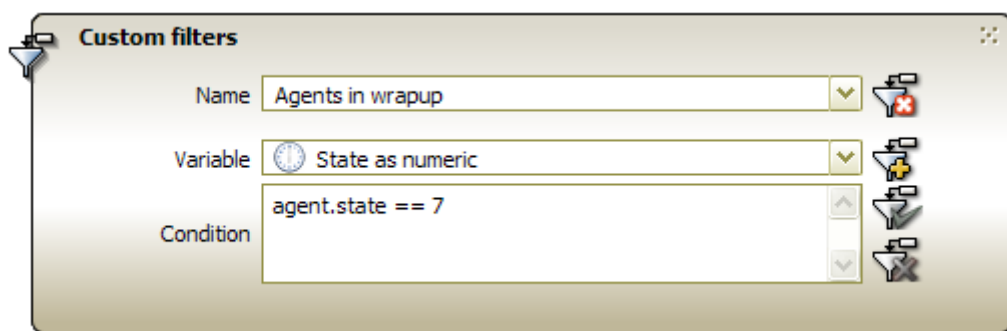 Custom filters
Name Agents in wrapup
Variable State as numeric
Condition agent.state == 7